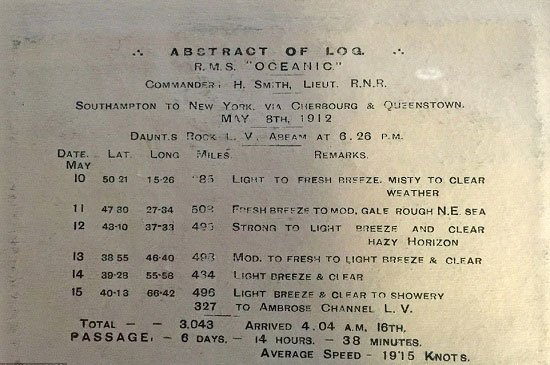 ∴ ABSTRACT OF LOG. ∴
R.M.S. "OCEANIC."
COMMANDER: H. SMITH, LIEUT. R.N.R.
SOUTHAMPTON TO NEW YORK, VIA CHERBOURG & QUEENSTOWN.
MAY 8TH, 1912
DAUNT.S ROCK L. V. ABEAM AT 6.26 P.M.
DATE. LAT. LONG MILES. REMARKS.
MAY
10 50 21 15-26 LIGHT TO FRESH BREEZE. MISTY TO CLEAR
WEATHER
11 47 30 27-34 FRESH BREEZE TO MOD, GALE ROUGH N.E. SEA
12 43-10 37-33 STRONG TO LIGHT BREEZE AND CLEAR
HAZY HORIZON
13 38 55 46-40 MOD. TO FRESH TO LIGHT BREEZE & CLEAR
14 39-28 55-56 LIGHT BREEZE & CLEAR
15 40-13 66-42 496 LIGHT BREEZE & CLEAR TO SHOWERY
327 TO AMBROSE CHANNEL L. V.
TOTAL – – 3,043 ARRIVED 4.04 A.M, 16TH.
PASSAGE, - 6 DAYS, - 14 HOURS. - 38 MINUTES.
AVERAGE SPEED - 19'15 KNOTS.